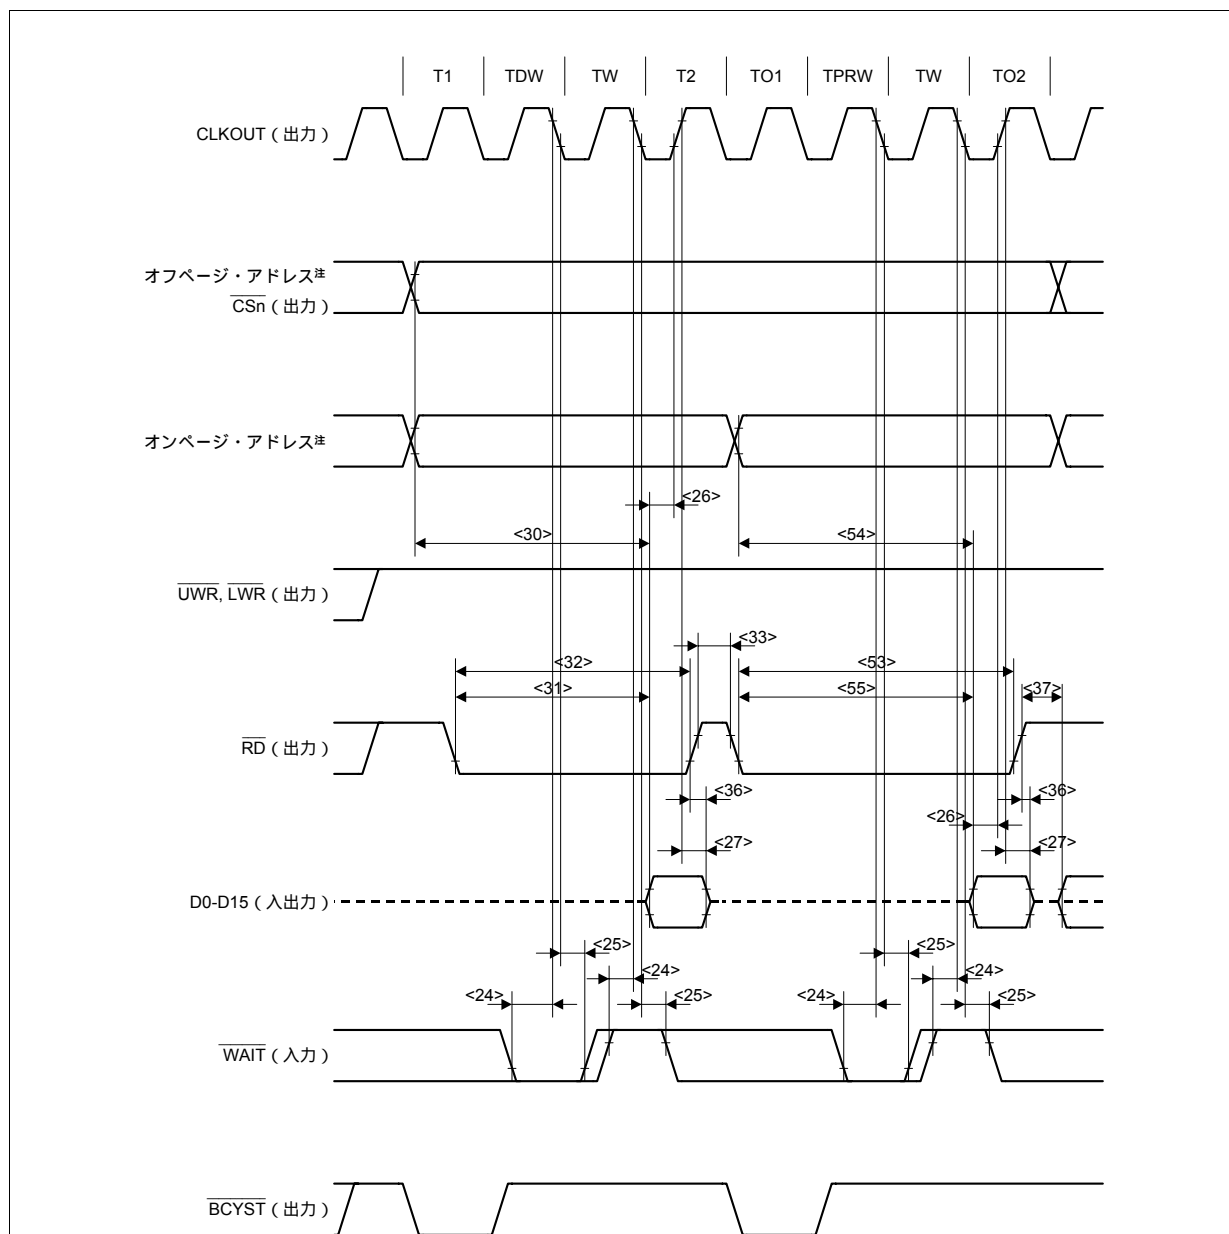 T1 TDW TW T2 TO1 TPRW TW TO2
CLKOUT（出力）
オフページ・アドレス注
CSn（出力）
オンページ・アドレス注
<26>
<30> <54>
UWR, LWR（出力）
<33>
<32> <53>
<31> <55> <37>
RD（出力）
<36> <36>
<26>
<27> <27>
D0-D15（入出力）
<25> <25>
<24> <24>
<24> <25> <24> <25>
WAIT（入力）
BCYST（出力）